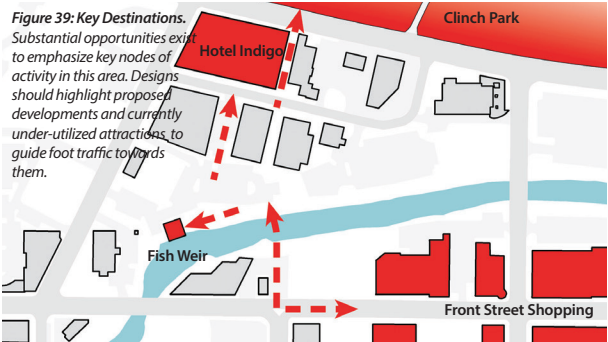 Figure 39: Key Destinations.
Substantial opportunities exist
to emphasize key nodes of
activity in this area. Designs
should highlight proposed
developments and currently
under-utilized attractions, to
guide foot traffic towards
them.
Clinch Park
Hotel Indigo
Fish Weir
Front Street Shopping